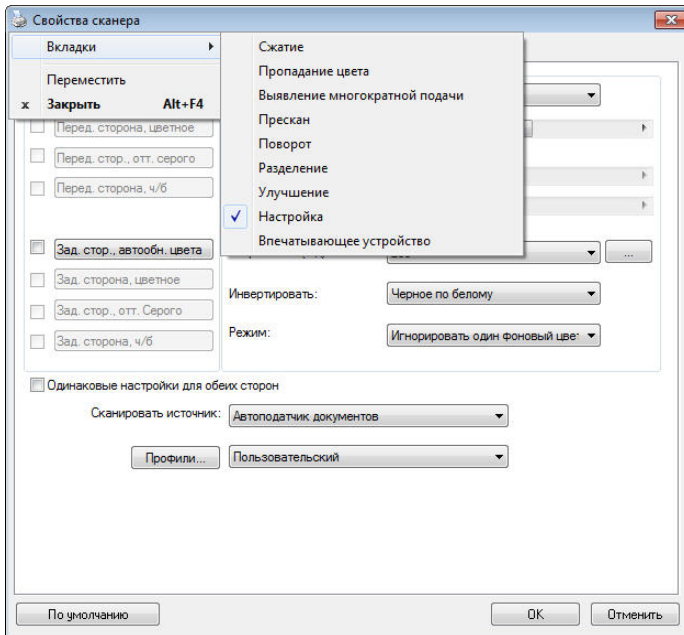 Свойства сканера
Вкладки
Переместить
x Закрыть Alt+F4
Сжатие
Пропадание цвета
Выявление многократной подачи
Прескан
Поворот
Разделение
Улучшение
Настройка
Впечатывающее устройство
Перед. сторона, цветное
Перед. стор., отт. серого
Перед. сторона, ч/б
Зад. стор., автообн. цвета
...
Зад. сторона, цветное
Инвертировать: Черное по белому
Зад. стор., отт. Серого
Режим: Игнорировать один фоновый цве
Зад. сторона, ч/б
Одинаковые настройки для обеих сторон
Сканировать источник: Автоподатчик документов
Профили... Пользовательский
По умолчанию OK Отменить